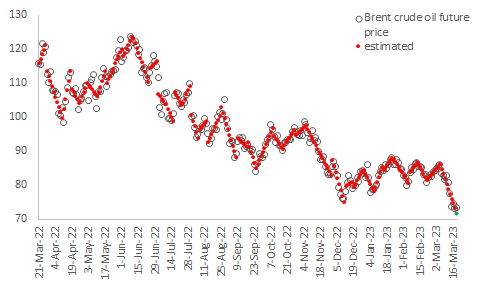 Brent crude oil future
price
estimated
130
120
110
100
90
80
70
21-Mar-22
4-Apr-22
19-Apr-22
3-May-22
17-May-22
1-Jun-22
15-Jun-22
29-Jun-22
14-Jul-22
28-Jul-22
11-Aug-22
25-Aug-22
9-Sep-22
23-Sep-22
7-Oct-22
21-Oct-22
4-Nov-22
18-Nov-22
5-Dec-22
19-Dec-22
4-Jan-23
18-Jan-23
1-Feb-23
15-Feb-23
2-Mar-23
16-Mar-23